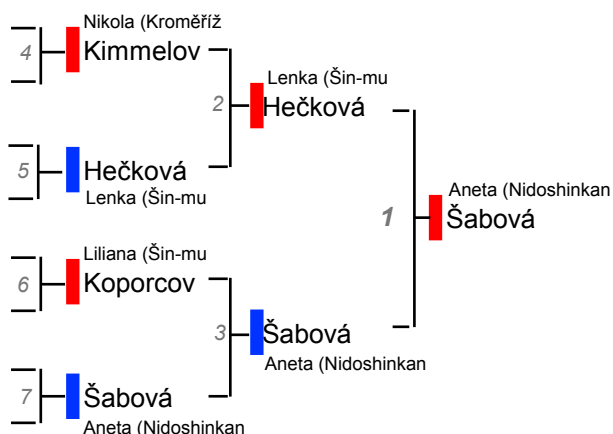 Nikola (Kroměříž
4
Kimmelov
Lenka (Šin-mu
2
Hečková
5
Hečková
Lenka (Šin-mu
Aneta (Nidoshinkan
1
Šabová
Liliana (Šin-mu
6
Koporcov
3
Šabová
Aneta (Nidoshinkan
7
Šabová
Aneta (Nidoshinkan